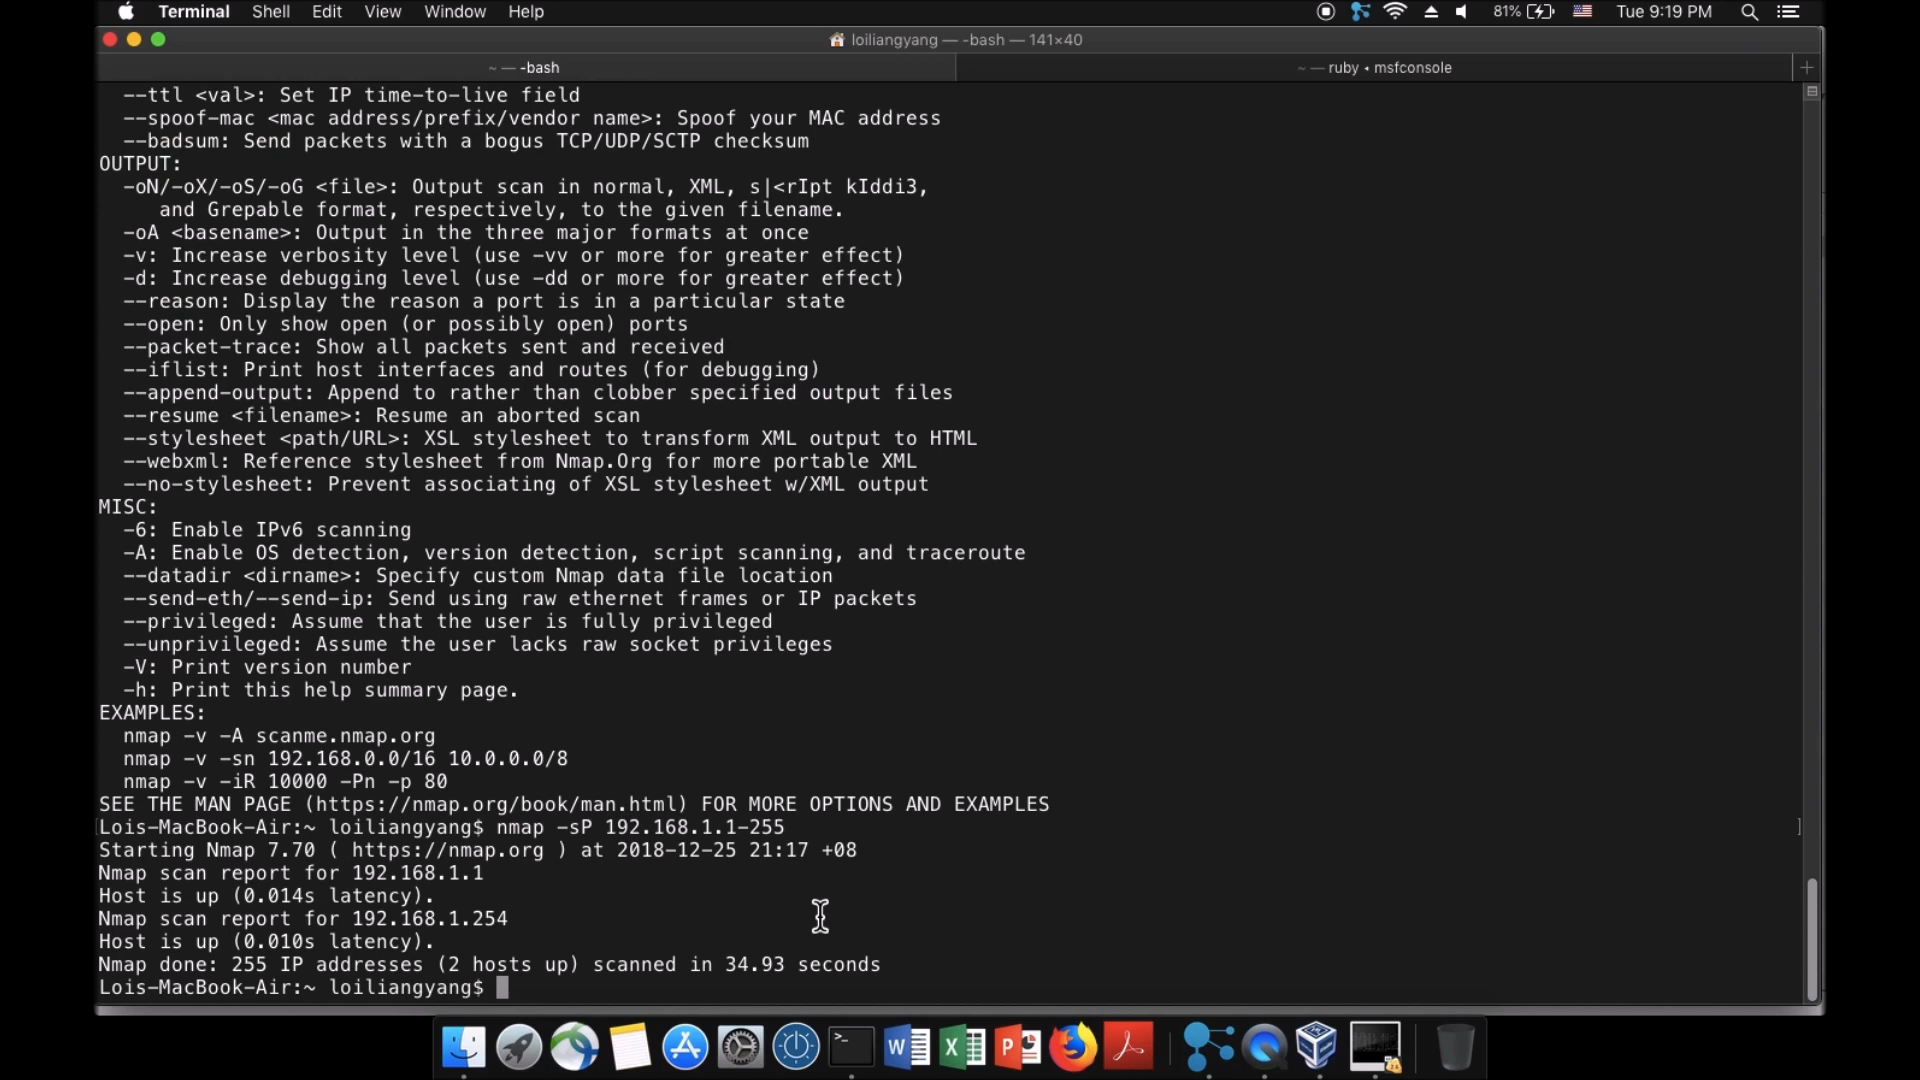 Terminal Shell Edit View Window Help 81% Tue 9:19 PM
loiliangyang — -bash — 141×40
~ — -bash ~ — ruby • msfconsole
--ttl <val>: Set IP time-to-live field
--spoof-mac <mac address/prefix/vendor name>: Spoof your MAC address
--badsum: Send packets with a bogus TCP/UDP/SCTP checksum
OUTPUT:
-oN/-oX/-oS/-oG <file>: Output scan in normal, XML, s|<rIpt kIddi3,
and Grepable format, respectively, to the given filename.
-oA <basename>: Output in the three major formats at once
-v: Increase verbosity level (use -vv or more for greater effect)
-d: Increase debugging level (use -dd or more for greater effect)
--reason: Display the reason a port is in a particular state
--open: Only show open (or possibly open) ports
--packet-trace: Show all packets sent and received
--iflist: Print host interfaces and routes (for debugging)
--append-output: Append to rather than clobber specified output files
--resume <filename>: Resume an aborted scan
--stylesheet <path/URL>: XSL stylesheet to transform XML output to HTML
--webxml: Reference stylesheet from Nmap.Org for more portable XML
--no-stylesheet: Prevent associating of XSL stylesheet w/XML output
MISC:
-6: Enable IPv6 scanning
-A: Enable OS detection, version detection, script scanning, and traceroute
--datadir <dirname>: Specify custom Nmap data file location
--send-eth/--send-ip: Send using raw ethernet frames or IP packets
--privileged: Assume that the user is fully privileged
--unprivileged: Assume the user lacks raw socket privileges
-V: Print version number
-h: Print this help summary page.
EXAMPLES:
nmap -v -A scanme.nmap.org
nmap -v -sn 192.168.0.0/16 10.0.0.0/8
nmap -v -iR 10000 -Pn -p 80
SEE THE MAN PAGE (https://nmap.org/book/man.html) FOR MORE OPTIONS AND EXAMPLES
[Lois-MacBook-Air:~ loiliangyang$ nmap -sP 192.168.1.1-255 ]
Starting Nmap 7.70 ( https://nmap.org ) at 2018-12-25 21:17 +08
Nmap scan report for 192.168.1.1
Host is up (0.014s latency).
Nmap scan report for 192.168.1.254
Host is up (0.010s latency).
Nmap done: 255 IP addresses (2 hosts up) scanned in 34.93 seconds
Lois-MacBook-Air:~ loiliangyang$